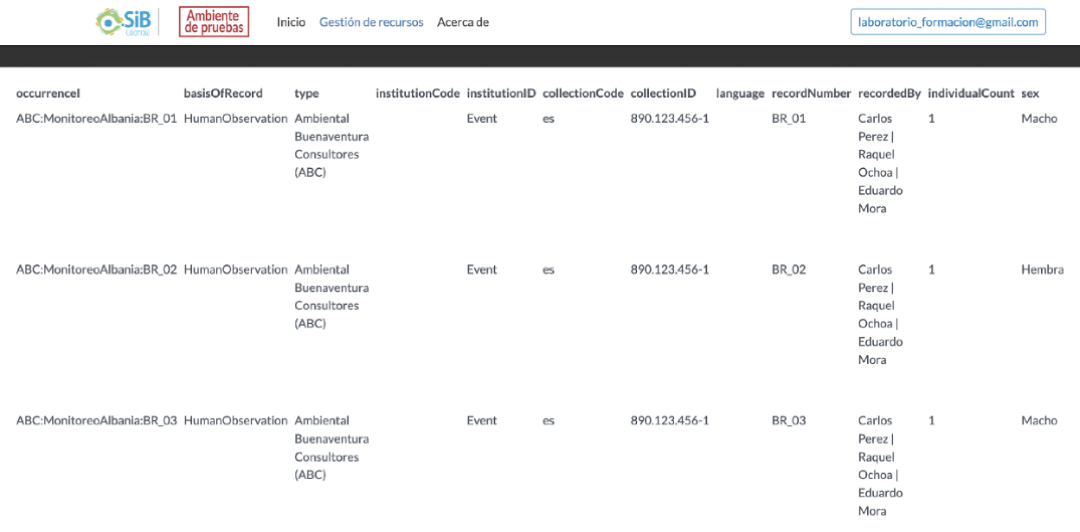 SiB
Ambiente
de pruebas
Inicio Gestión de recursos Acerca de
laboratorio_formacion@gmail.com
occurrenceI basisOfRecord type institutionCode institutionID collectionCode collectionID language recordNumber recordedBy individualCount sex
ABC:MonitoreoAlbania:BR_01 HumanObservation Ambiental Event es 890.123.456-1 BR_01 Carlos 1 Macho
Buenaventura Perez |
Consultores Raquel
(ABC) Ochoa |
Eduardo
Mora
ABC:MonitoreoAlbania:BR_02 HumanObservation Ambiental Event es 890.123.456-1 BR_02 Carlos 1 Hembra
Buenaventura Perez |
Consultores Raquel
(ABC) Ochoa |
Eduardo
Mora
ABC:MonitoreoAlbania:BR_03 HumanObservation Ambiental Event es 890.123.456-1 BR_03 Carlos 1 Macho
Buenaventura Perez |
Consultores Raquel
(ABC) Ochoa |
Eduardo
Mora